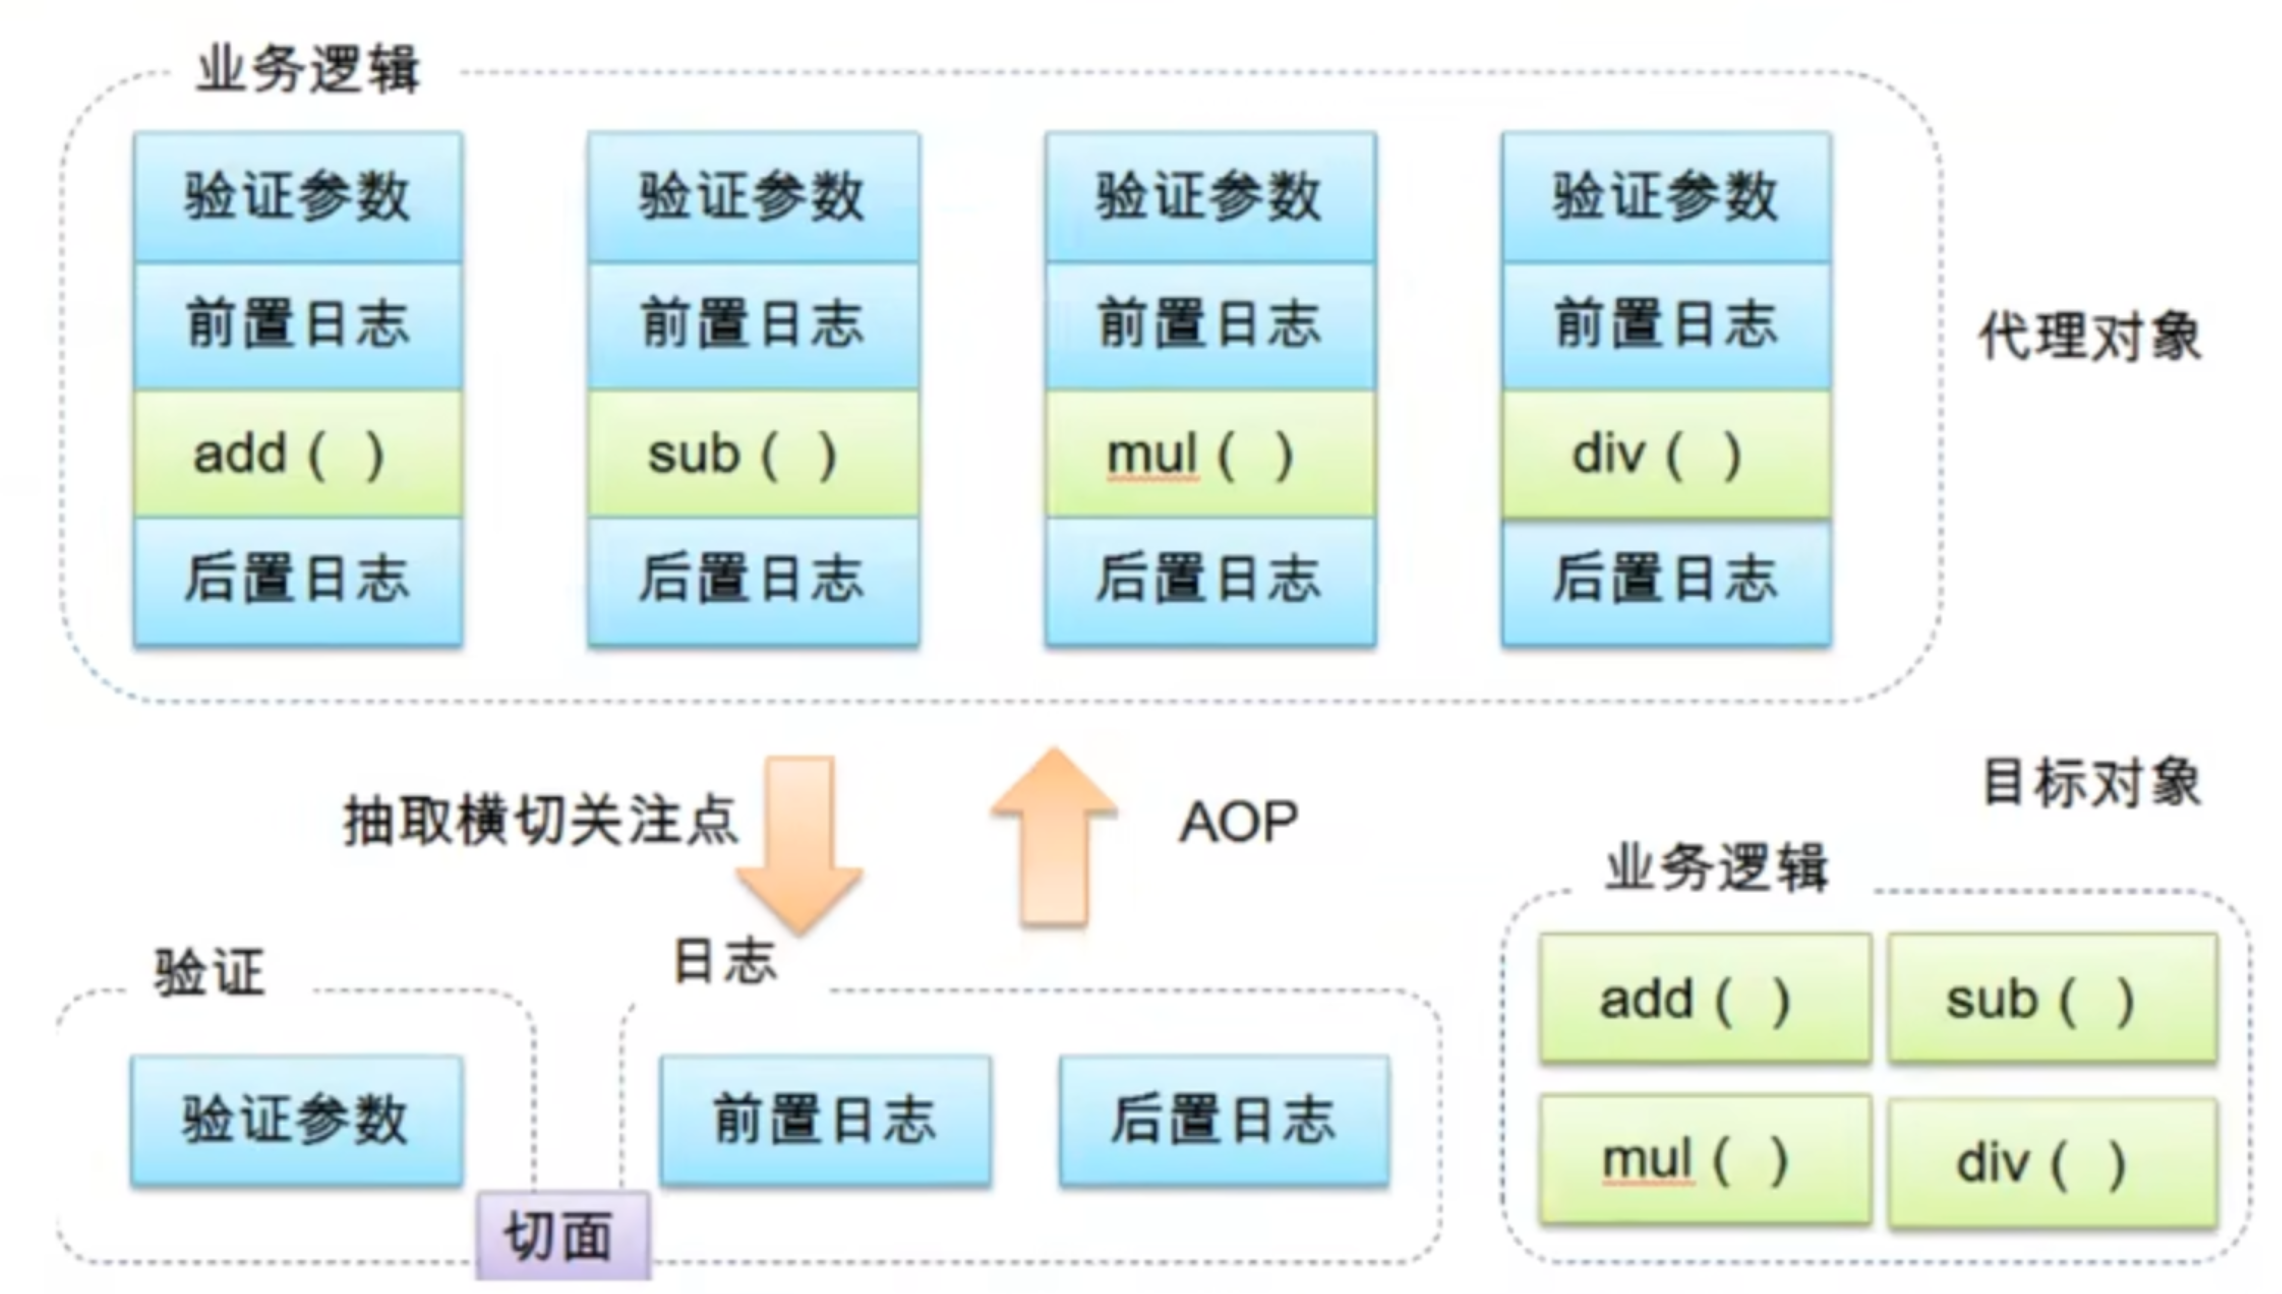 业务逻辑
验证参数 验证参数 验证参数 验证参数
前置日志 前置日志 前置日志 前置日志
代理对象
add ( ) sub ( ) mul ( ) div ( )
后置日志 后置日志 后置日志 后置日志
抽取横切关注点
AOP
目标对象
业务逻辑
验证
日志
add ( ) sub ( )
验证参数 前置日志 后置日志
mul ( ) div ( )
切面